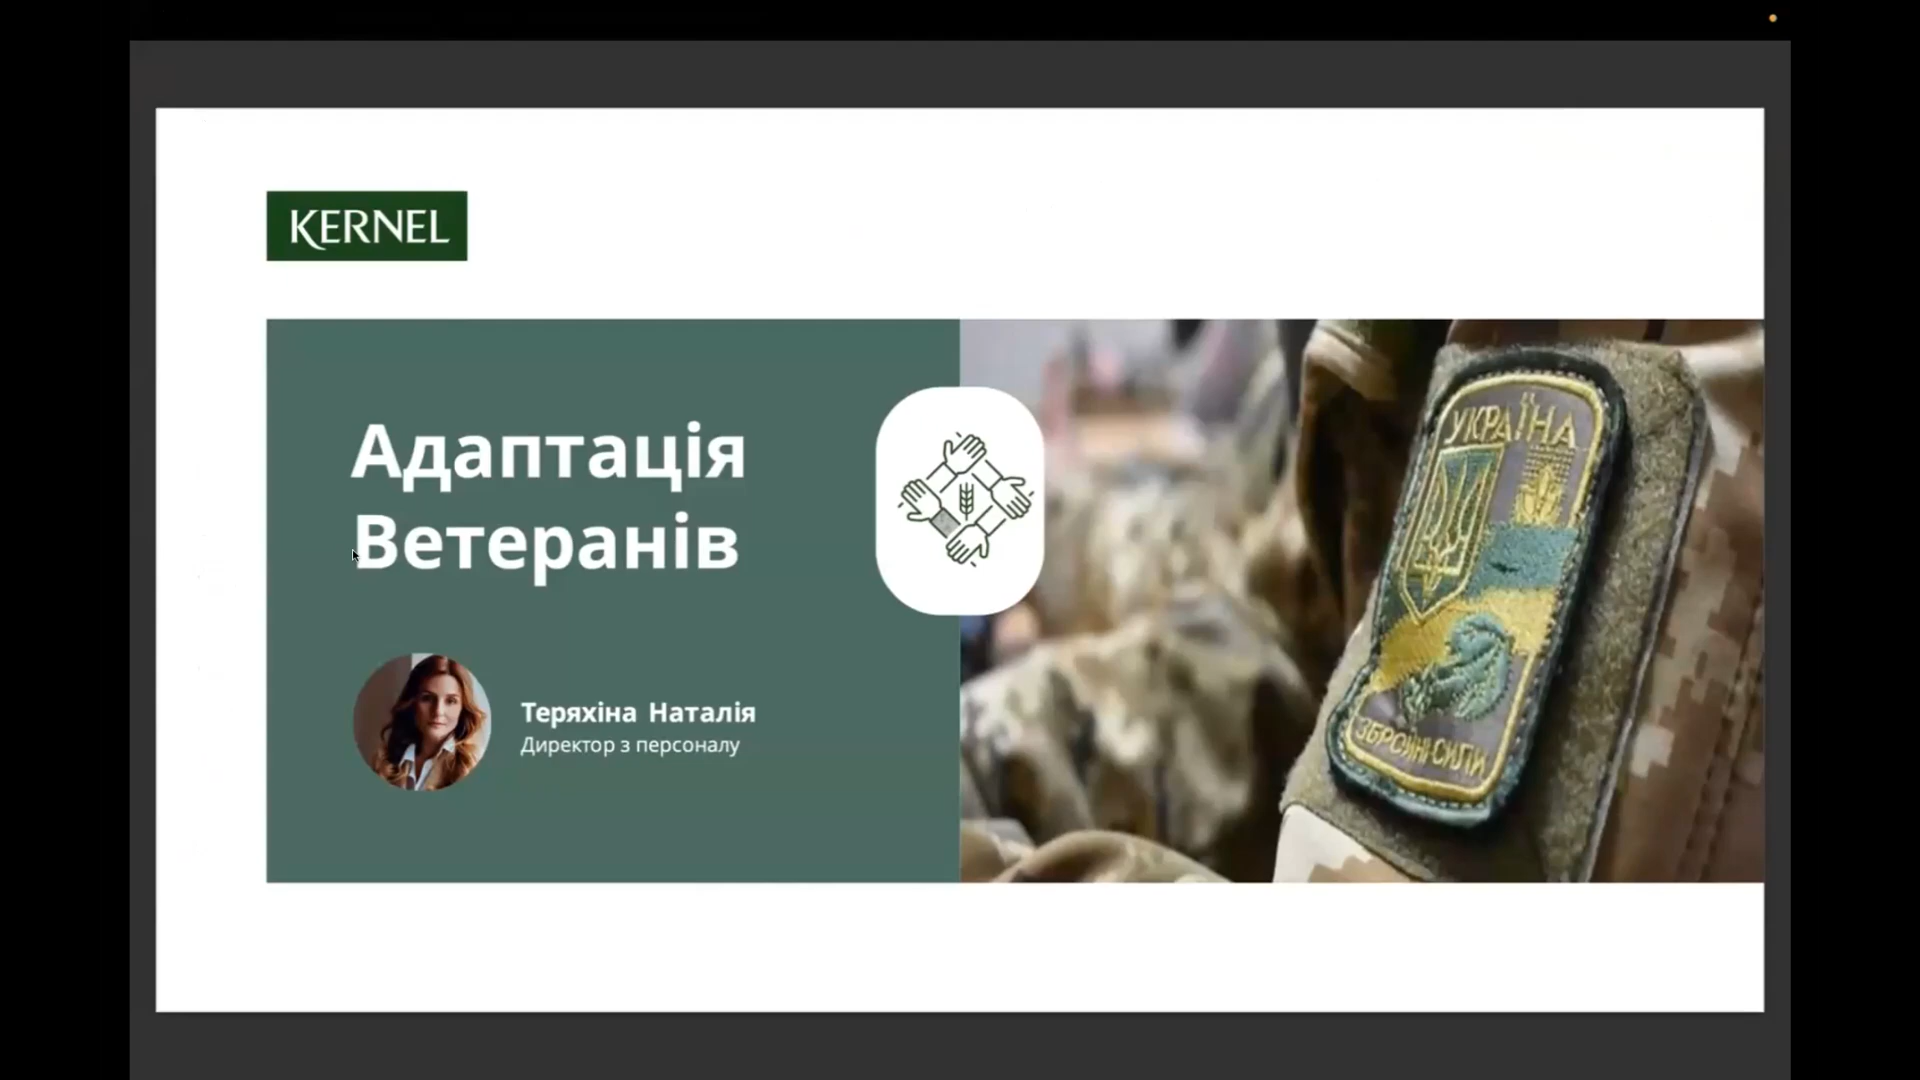 KERNEL
Адаптація
Ветеранів
Теряхіна Наталія
Директор з персоналу
УКРАЇНА
ЗБРОЙНІ СИЛИ